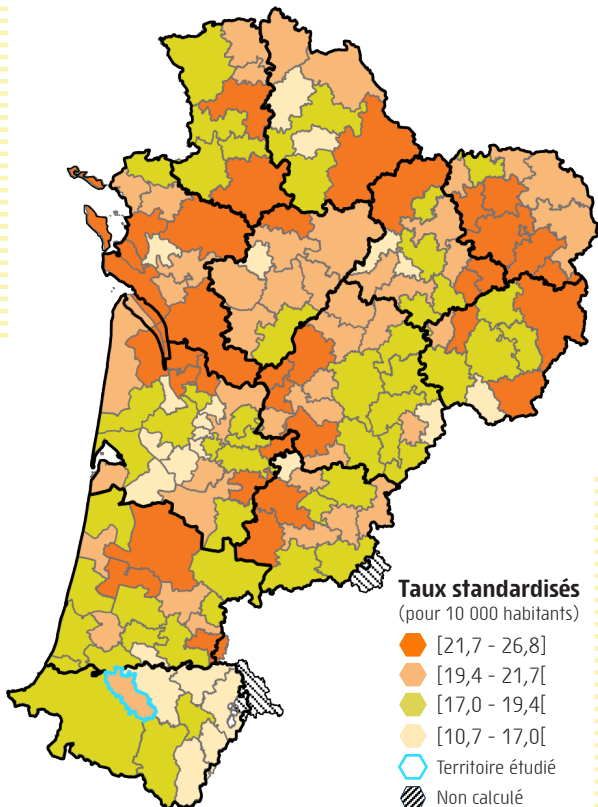 Taux standardisés
(pour 10 000 habitants)
[21,7 - 26,8]
[19,4 - 21,7[
[17,0 - 19,4[
[10,7 - 17,0[
Territoire étudié
Non calculé